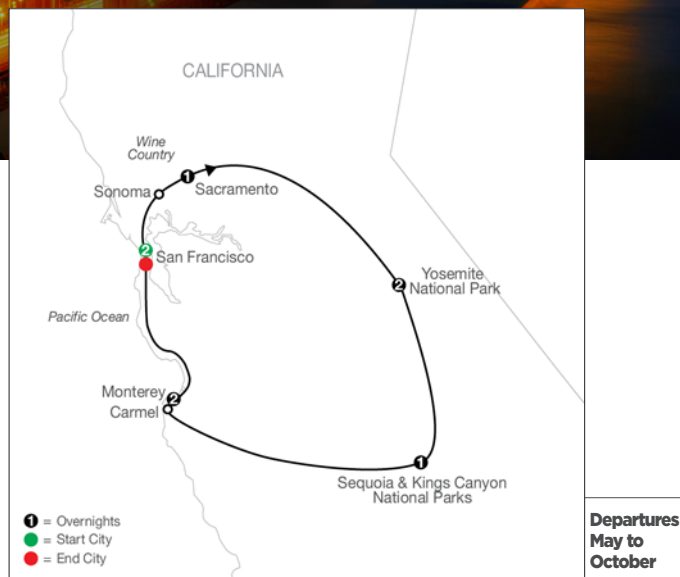 CALIFORNIA
Wine
Country
Sonoma
1
Sacramento
2
San Francisco
Yosemite
2 National Park
Pacific Ocean
Monterey
2
Carmel
1
Sequoia & Kings Canyon
National Parks
1 = Overnights
= Start City
= End City
Departures
May to
October